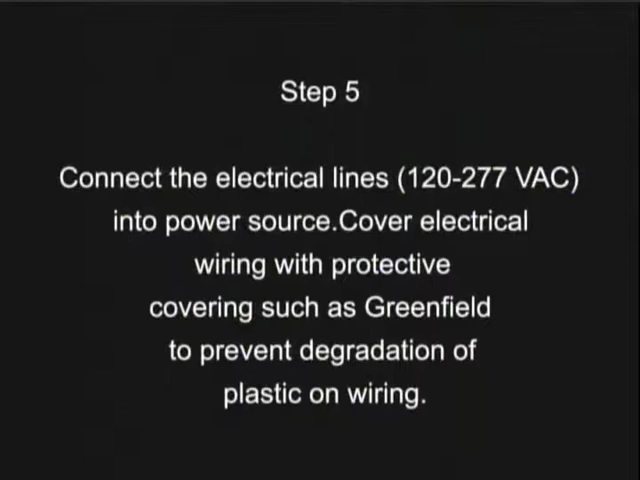 Step 5
Connect the electrical lines (120-277 VAC)
into power source.Cover electrical
wiring with protective
covering such as Greenfield
to prevent degradation of
plastic on wiring.